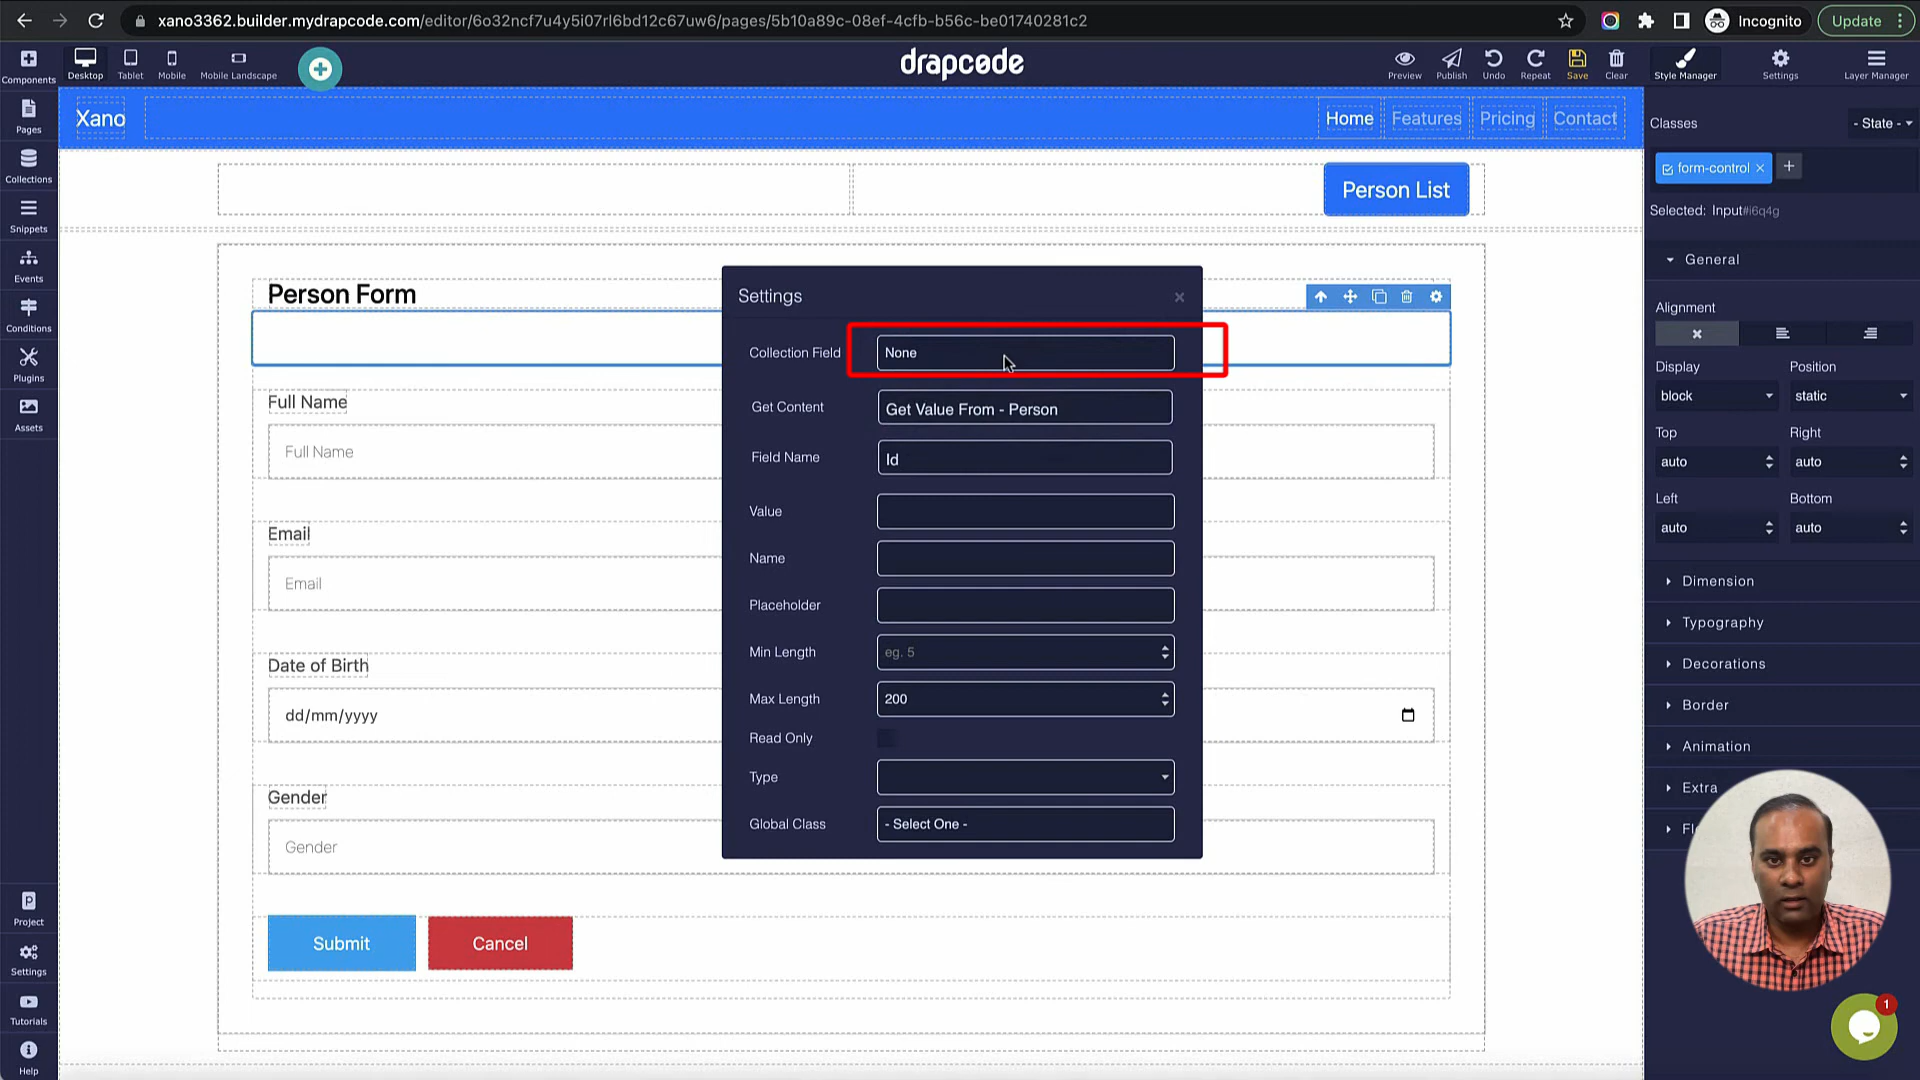 xano3362.builder.mydrapcode.com/editor/6o32ncf7u4y5i07rl6bd12c67uw6/pages/5b10a89c-08ef-4cfb-b56c-be01740281c2
Incognito
Update
Components
Desktop
Tablet
Mobile
Mobile Landscape
drapcode
Preview
Publish
Undo
Repeat
Save
Clear
Style Manager
Settings
Layer Manager
Pages
Collections
Snippets
Events
Conditions
Plugins
Assets
Project
Settings
Tutorials
Help
Xano
Home
Features
Pricing
Contact
Person List
Person Form
Full Name
Full Name
Email
Email
Date of Birth
dd/mm/yyyy
Gender
Gender
Submit
Cancel
Settings
×
Collection Field
None
Get Content
Get Value From - Person
Field Name
Id
Value
Name
Placeholder
Min Length
eg. 5
Max Length
200
Read Only
Type
Global Class
- Select One -
Classes
- State -
form-control ×
+
Selected: Input#i6q4g
General
Alignment
Display
Position
block
static
Top
Right
auto
auto
Left
Bottom
auto
auto
Dimension
Typography
Decorations
Border
Animation
Extra
1